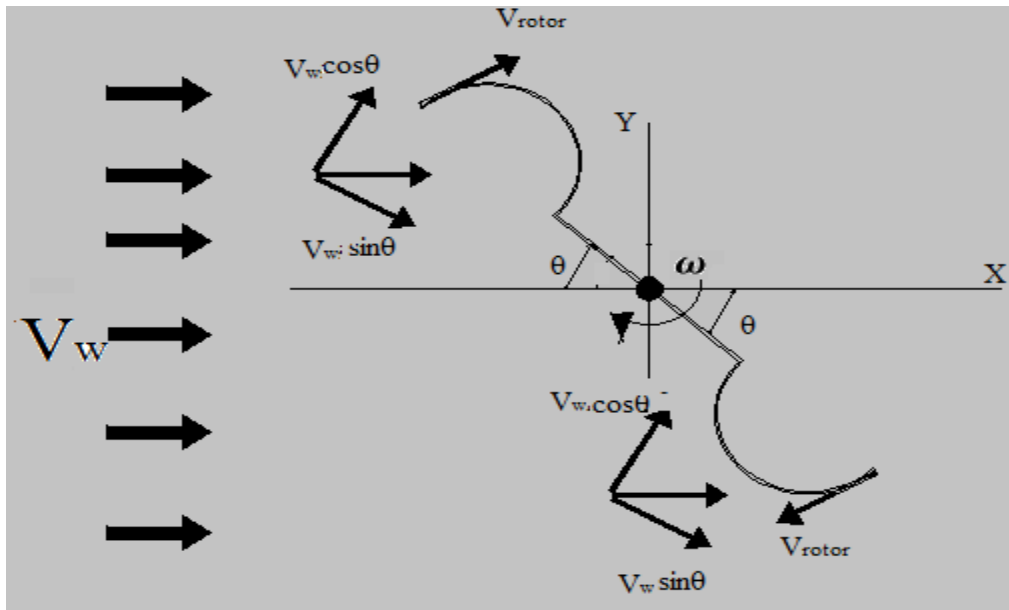 Vrotor
Vw.cosθ
Y
Vw. sinθ
θ
ω
X
Vw
θ
Vw.cosθ
Vrotor
Vw sinθ